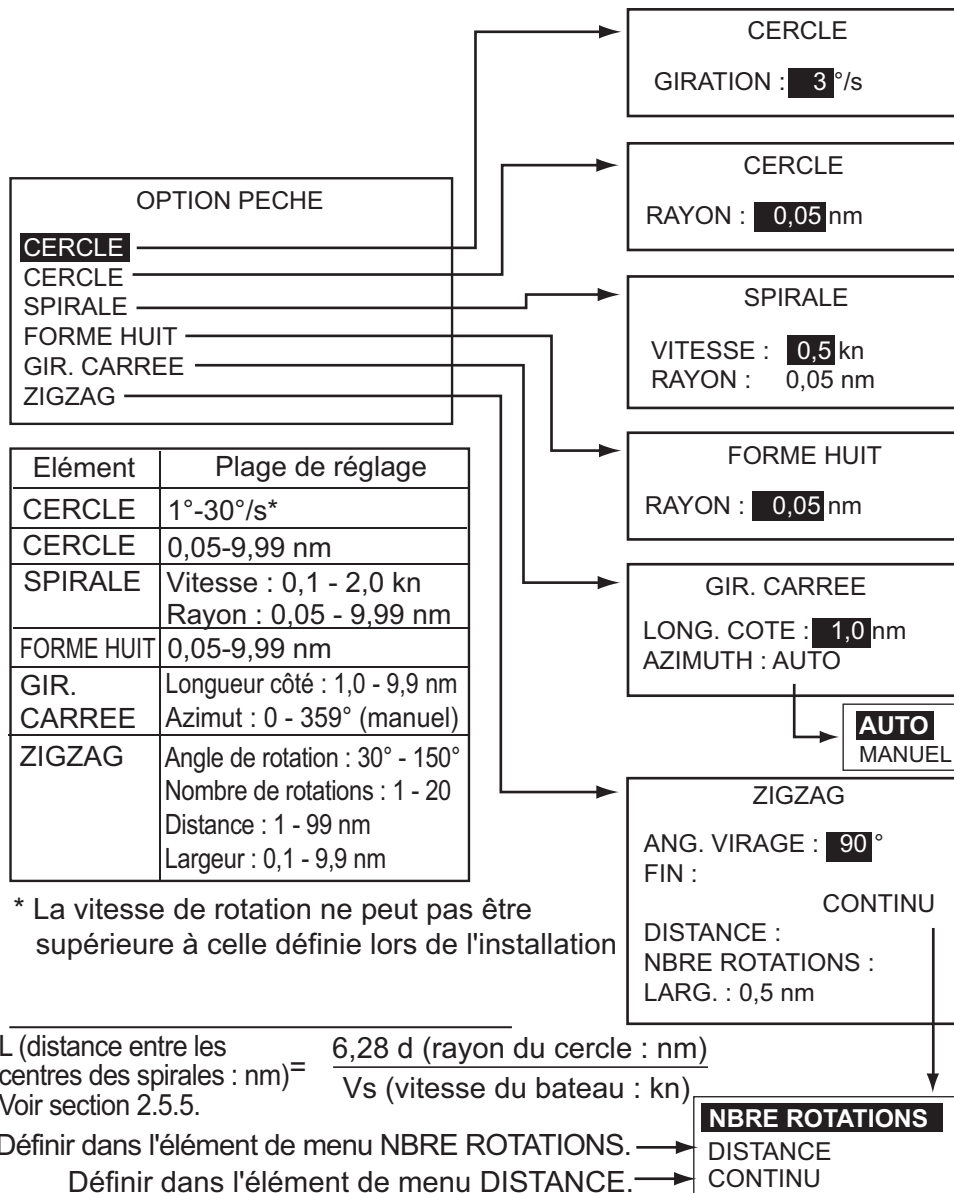 CERCLE
GIRATION : 3 °/s
CERCLE
RAYON : 0,05 nm
OPTION PECHE
CERCLE
CERCLE
SPIRALE
FORME HUIT
GIR. CARREE
ZIGZAG
SPIRALE
VITESSE : 0,5 kn
RAYON : 0,05 nm
FORME HUIT
RAYON : 0,05 nm
GIR. CARREE
LONG. COTE : 1,0 nm
AZIMUTH : AUTO
AUTO
MANUEL
Elément Plage de réglage
CERCLE 1°-30°/s*
CERCLE 0,05-9,99 nm
SPIRALE Vitesse : 0,1 - 2,0 kn
Rayon : 0,05 - 9,99 nm
FORME HUIT 0,05-9,99 nm
GIR. Longueur côté : 1,0 - 9,9 nm
CARREE Azimut : 0 - 359° (manuel)
ZIGZAG Angle de rotation : 30° - 150°
Nombre de rotations : 1 - 20
Distance : 1 - 99 nm
Largeur : 0,1 - 9,9 nm
* La vitesse de rotation ne peut pas être
supérieure à celle définie lors de l'installation
ZIGZAG
ANG. VIRAGE : 90 °
FIN :
CONTINU
DISTANCE :
NBRE ROTATIONS :
LARG. : 0,5 nm
L (distance entre les
centres des spirales : nm) = 6,28 d (rayon du cercle : nm)
Vs (vitesse du bateau : kn)
Voir section 2.5.5.
Définir dans l'élément de menu NBRE ROTATIONS.
Définir dans l'élément de menu DISTANCE.
NBRE ROTATIONS
DISTANCE
CONTINU